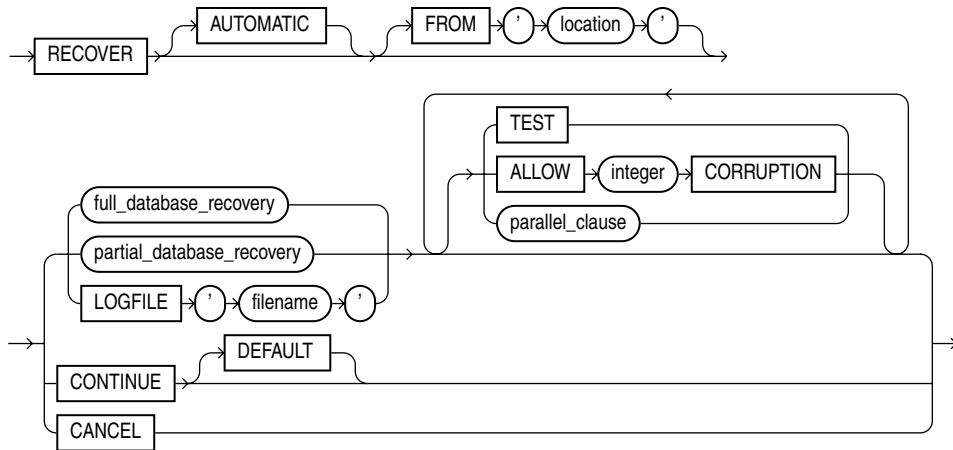 RECOVER AUTOMATIC FROM ' location '
TEST
ALLOW integer CORRUPTION
parallel_clause
full_database_recovery
partial_database_recovery
LOGFILE ' filename '
CONTINUE DEFAULT
CANCEL